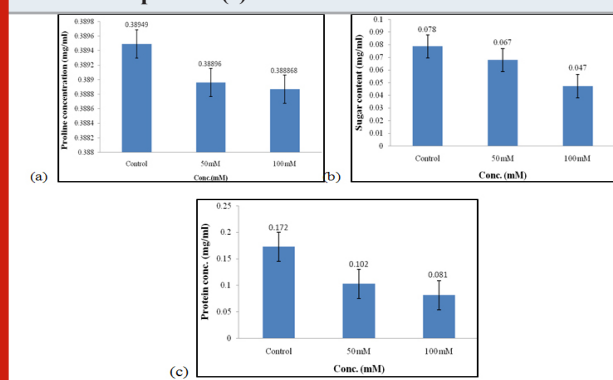 0.3898
0.3896
0.3894
0.3892
0.389
0.3888
0.3886
0.3884
0.3882
0.388
Proline concentration (mg/ml)
0.38949
0.38896
0.388868
Control
50mM
100mM
Conc.(mM)
(a)
0.1
0.09
0.08
0.07
0.06
0.05
0.04
0.03
0.02
0.01
0
Sugar content (mg/ml)
0.078
0.067
0.047
Control
50mM
100mM
Conc. (mM)
b)
0.25
0.2
0.15
0.1
0.05
0
Protein conc. (mg/ml)
0.172
0.102
0.081
Control
50mM
100mM
Conc. (mM)
(c)